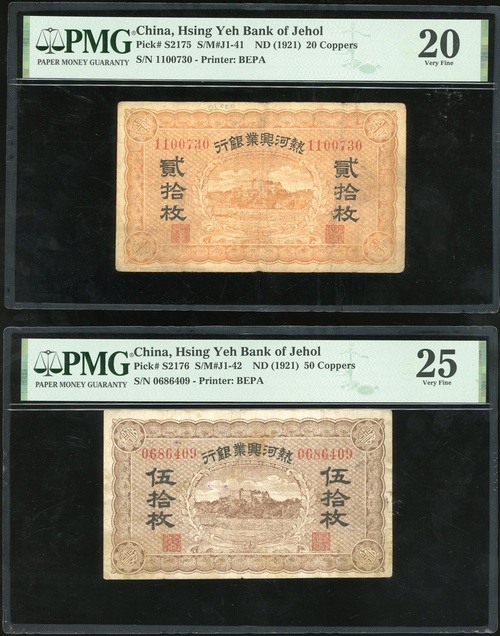 PMG
PAPER MONEY GUARANTY
China, Hsing Yeh Bank of Jehol
Pick# S2175 S/M#J1-41 ND (1921) 20 Coppers
S/N 1100730 - Printer: BEPA
20
Very Fine
行銀業興河熱
1100730 1100730
貳拾枚 貳拾枚
PMG
PAPER MONEY GUARANTY
China, Hsing Yeh Bank of Jehol
Pick# S2176 S/M#J1-42 ND (1921) 50 Coppers
S/N 0686409 - Printer: BEPA
25
Very Fine
行銀業興河熱
0686409 0686409
伍拾枚 伍拾枚